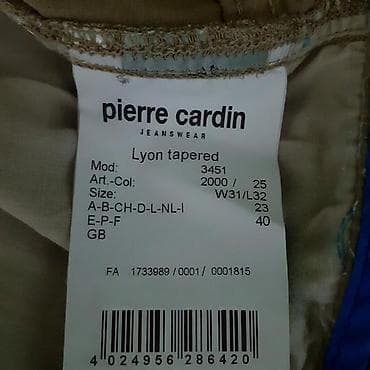 pierre cardin
JEANSWEAR
Lyon tapered
Mod: 3451
Art.-Col: 2000 / 25
Size: W31/L32
A-B-CH-D-L-NL-I 23
E-P-F 40
GB
FA 1733989 /0001/ 0001815
4 024956 286420